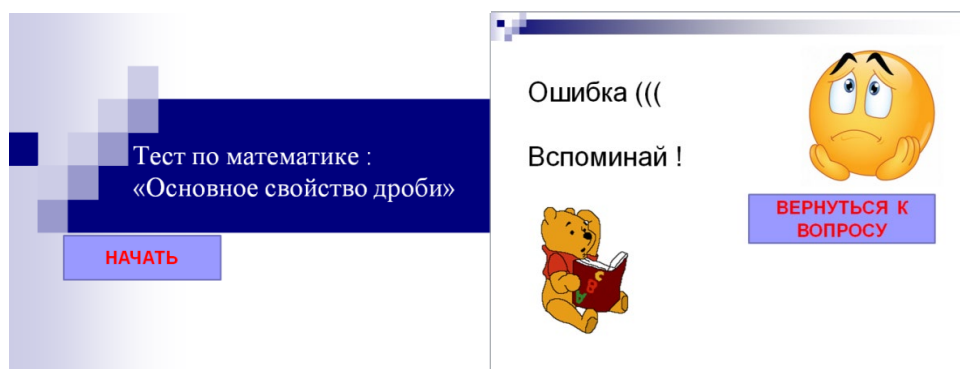 Тест по математике :
«Основное свойство дроби»
НАЧАТЬ
Ошибка (((
Вспоминай !
ВЕРНУТЬСЯ К
ВОПРОСУ
A B C